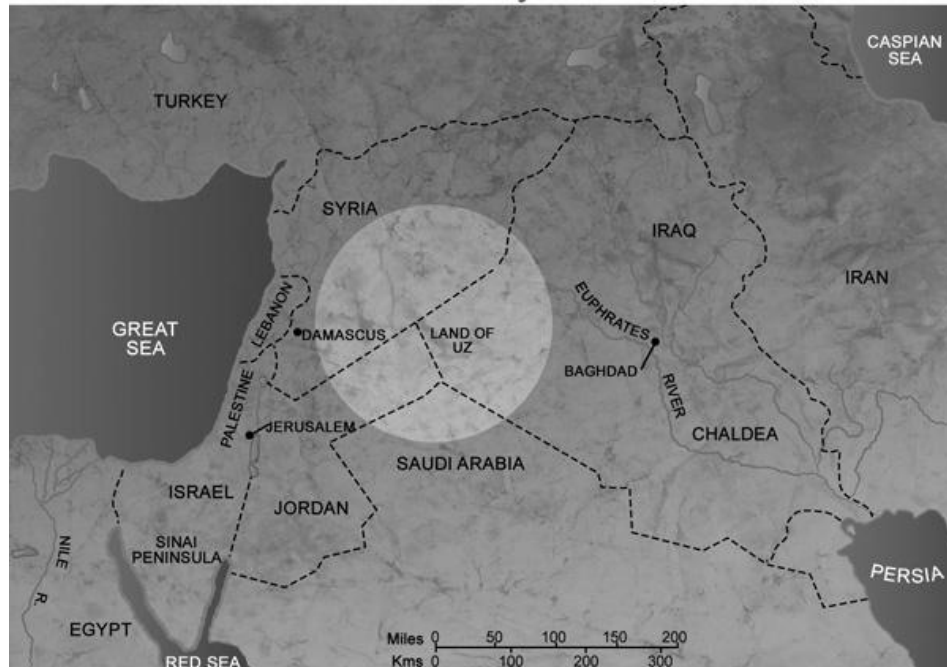 CASPIAN
SEA
TURKEY
SYRIA
IRAQ
IRAN
LEBANON
EUPHRATES
GREAT
SEA
DAMASCUS
LAND OF
UZ
BAGHDAD
PALESTINE
RIVER
JERUSALEM
CHALDEA
SAUDI ARABIA
ISRAEL
JORDAN
SINAI
PENINSULA
NILE
R.
PERSIA
EGYPT
RED SEA
Miles 0 50 100 150 200
Kms 0 100 200 300